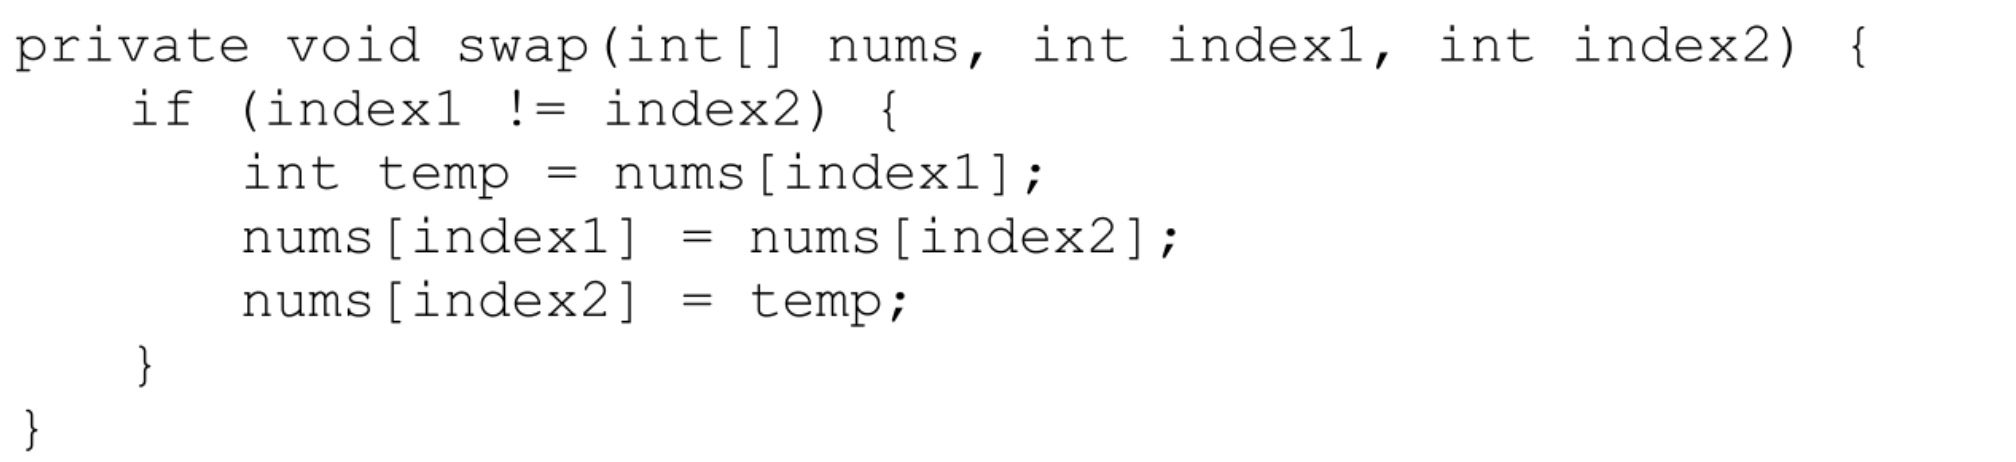 private void swap(int[] nums, int index1, int index2) {
    if (index1 != index2) {
        int temp = nums[index1];
        nums[index1] = nums[index2];
        nums[index2] = temp;
    }
}